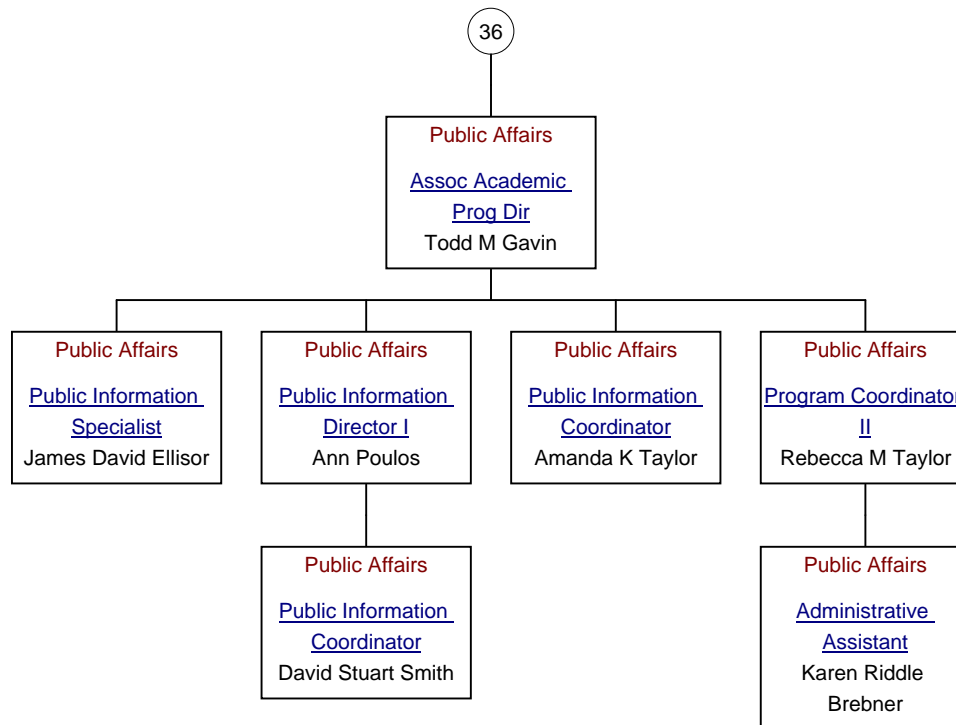 36
Public Affairs
Assoc Academic
Prog Dir
Todd M Gavin
Public Affairs
Public Information
Specialist
James David Ellisor
Public Affairs
Public Information
Director I
Ann Poulos
Public Affairs
Public Information
Coordinator
Amanda K Taylor
Public Affairs
Program Coordinator
II
Rebecca M Taylor
Public Affairs
Public Information
Coordinator
David Stuart Smith
Public Affairs
Administrative
Assistant
Karen Riddle
Brebner